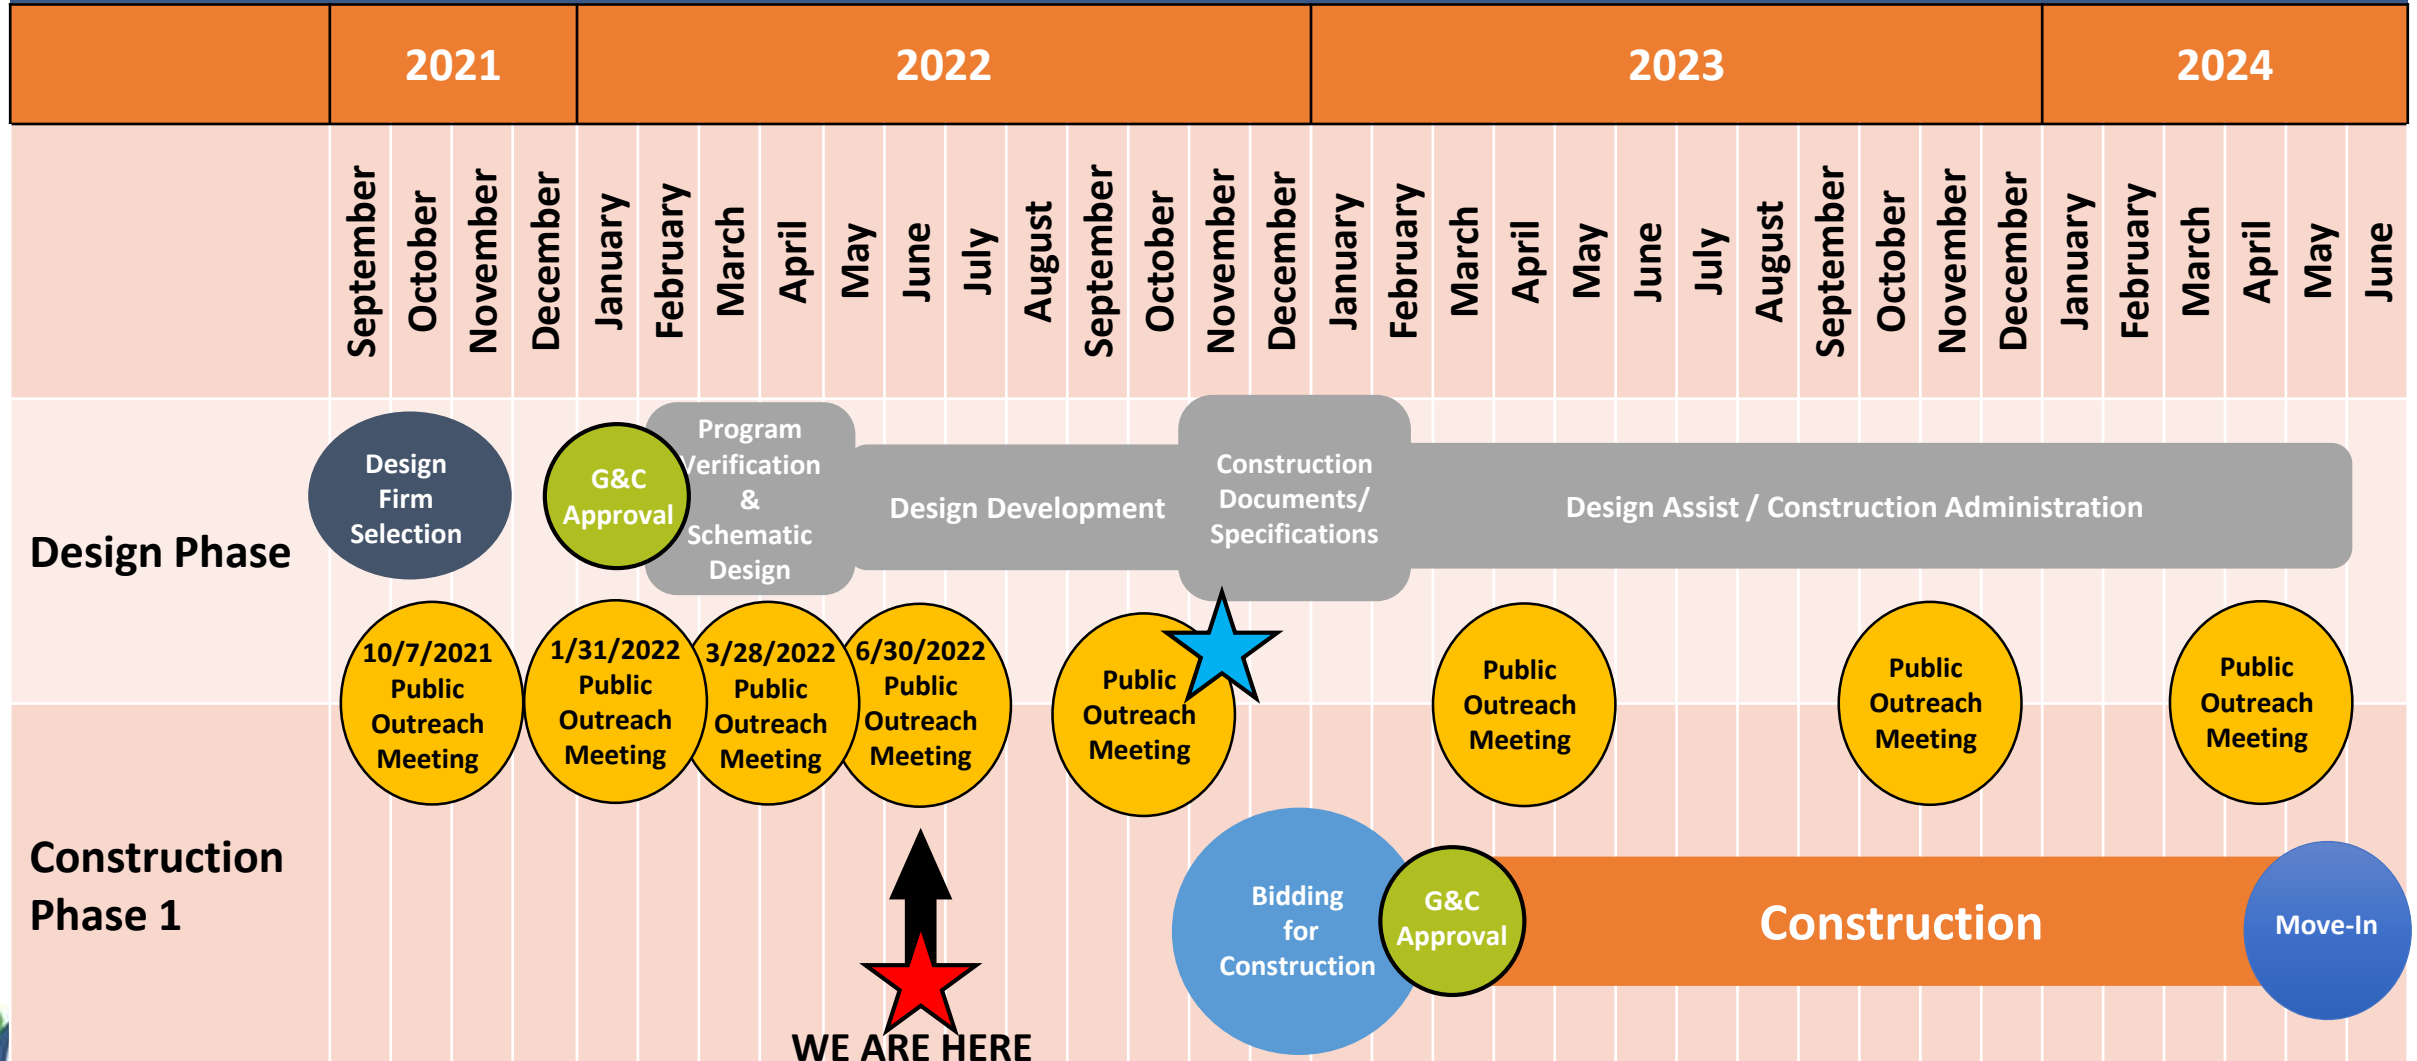 2021
2022
2023
2024
September
October
November
December
January
February
March
April
May
June
July
August
September
October
November
December
January
February
March
April
May
June
July
August
September
October
November
December
January
February
March
April
May
June
Design Phase
Design
Firm
Selection
G&C
Approval
Program
Verification
&
Schematic
Design
Design Development
Construction
Documents/
Specifications
Design Assist / Construction Administration
10/7/2021
Public
Outreach
Meeting
1/31/2022
Public
Outreach
Meeting
3/28/2022
Public
Outreach
Meeting
6/30/2022
Public
Outreach
Meeting
Public
Outreach
Meeting
Public
Outreach
Meeting
Public
Outreach
Meeting
Public
Outreach
Meeting
Construction
Phase 1
Bidding
for
Construction
G&C
Approval
Construction
Move-In
WE ARE HERE